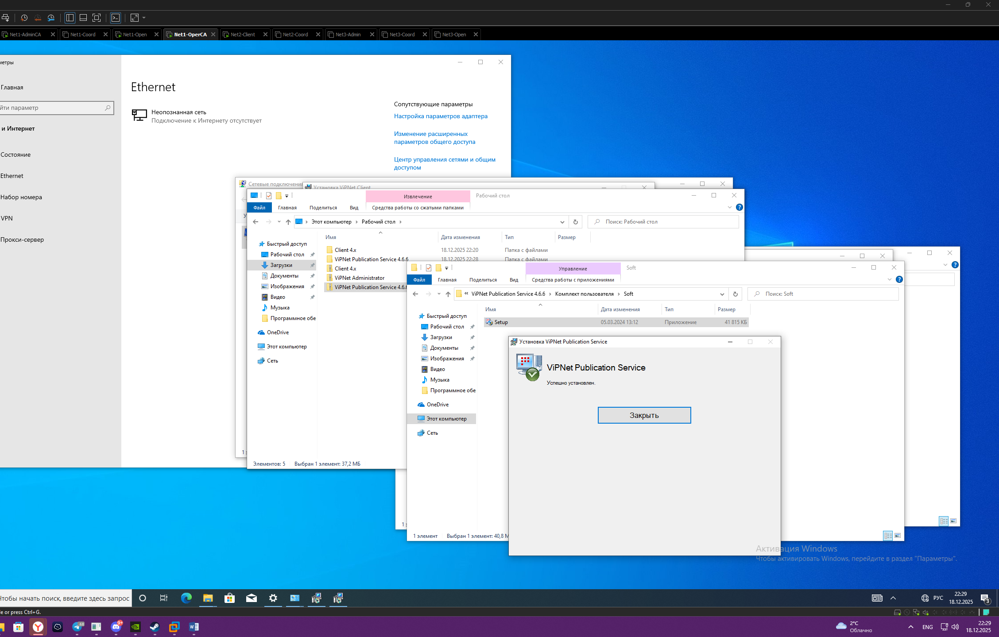 Net1-AdminCA
Net1-Coord
Net1-Open
Net1-OperCA
Net2-Client
Net2-Coord
Net3-Admin
Net3-Coord
Net3-Open
метры
Главная
йти параметр
и Интернет
Состояние
Ethernet
Набор номера
VPN
Прокси-сервер
Ethernet
Неопознанная сеть
Подключение к Интернету отсутствует
Сопутствующие параметры
Настройка параметров адаптера
Изменение расширенных
параметров общего доступа
Центр управления сетями и общим
доступом
Сетевые подключения
Установка ViPNet Client
Извлечение
Рабочий стол
Файл
Главная
Поделиться
Вид
Средства работы со сжатыми папками
Этот компьютер
Рабочий стол
Поиск: Рабочий стол
Имя
Дата изменения
Тип
Размер
Быстрый доступ
Рабочий стол
Загрузки
Документы
Изображения
Видео
Музыка
Программное обе
OneDrive
Этот компьютер
Сеть
Client 4.x 18.12.2025 22:20 Папка с файлами
ViPNet Publication Service 4.6.6 18.12.2025 22:28 Папка с файлами
Client 4.x
ViPNet Administrator
ViPNet Publication Service 4.6.6
Элементов: 5 Выбран 1 элемент: 37,2 МБ
Управление
Soft
Файл
Главная
Поделиться
Вид
Средства работы с приложениями
« ViPNet Publication Service 4.6.6
Комплект пользователя
Soft
Поиск: Soft
Имя
Дата изменения
Тип
Размер
Setup 05.03.2024 13:12 Приложение 41 815 КБ
Быстрый доступ
Рабочий стол
Загрузки
Документы
Изображения
Видео
Музыка
Программное обе
OneDrive
Этот компьютер
Сеть
1 элемент Выбран 1 элемент: 40,8 М
Установка ViPNet Publication Service
ViPNet Publication Service
Успешно установлен.
Закрыть
Активация Windows
Чтобы активировать Windows, перейдите в раздел "Параметры".
Чтобы начать поиск, введите здесь запрос
РУС
22:29
18.12.2025
3
e or press Ctrl+G.
68
9+
2°C
Облачно
ENG
22:29
18.12.2025